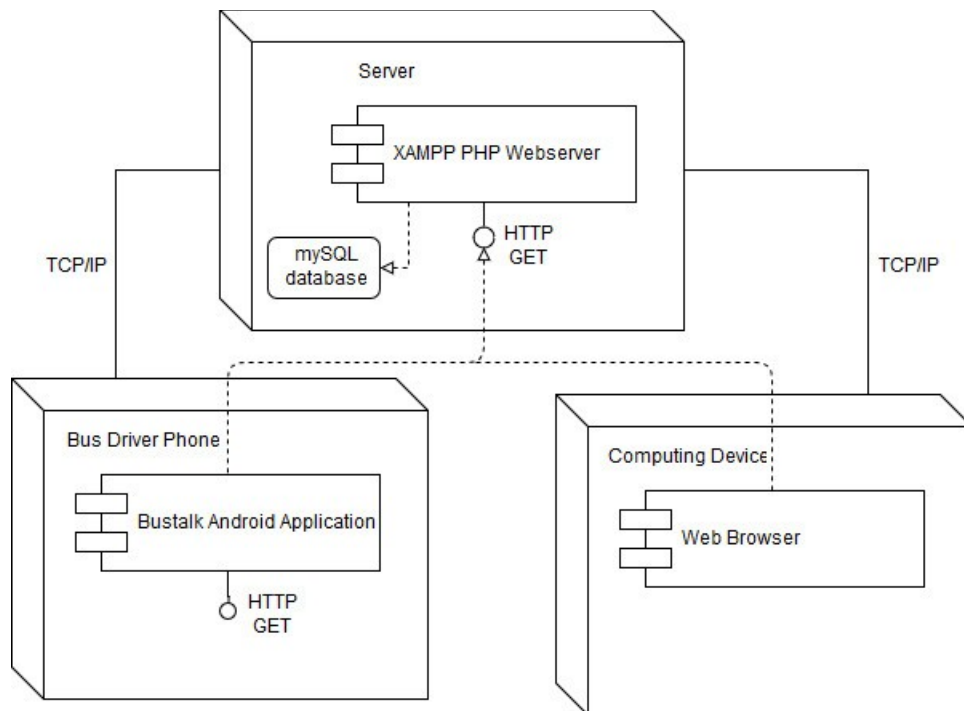 Server
XAMPP PHP Webserver
HTTP
GET
mySQL
database
TCP/IP
TCP/IP
Bus Driver Phone
Bustalk Android Application
HTTP
GET
Computing Device
Web Browser